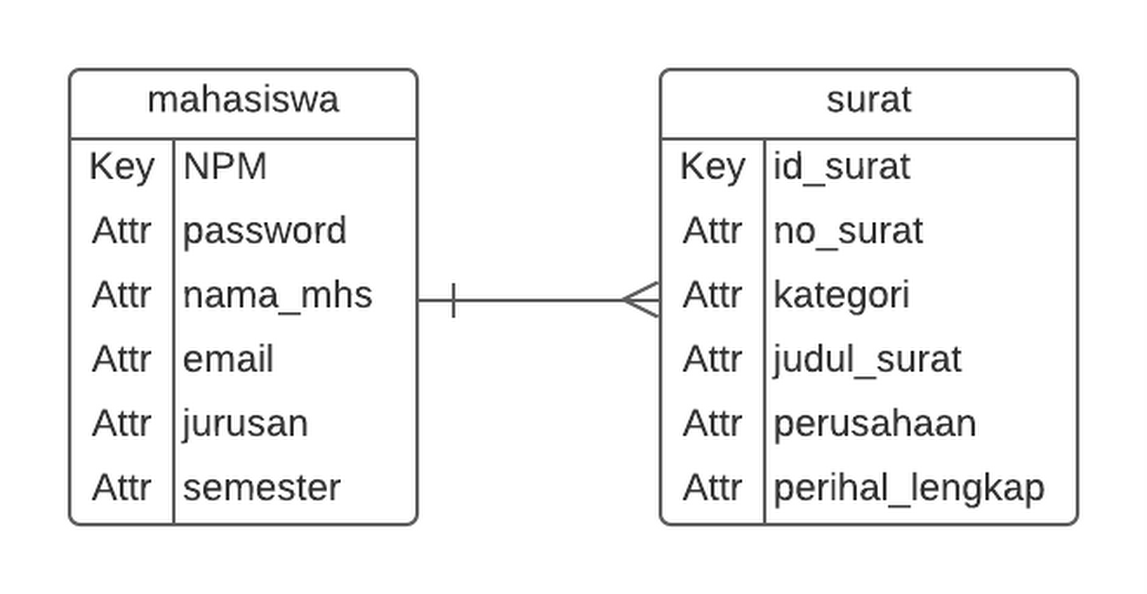 mahasiswa
Key NPM
Attr password
Attr nama_mhs
Attr email
Attr jurusan
Attr semester
surat
Key id_surat
Attr no_surat
Attr kategori
Attr judul_surat
Attr perusahaan
Attr perihal_lengkap